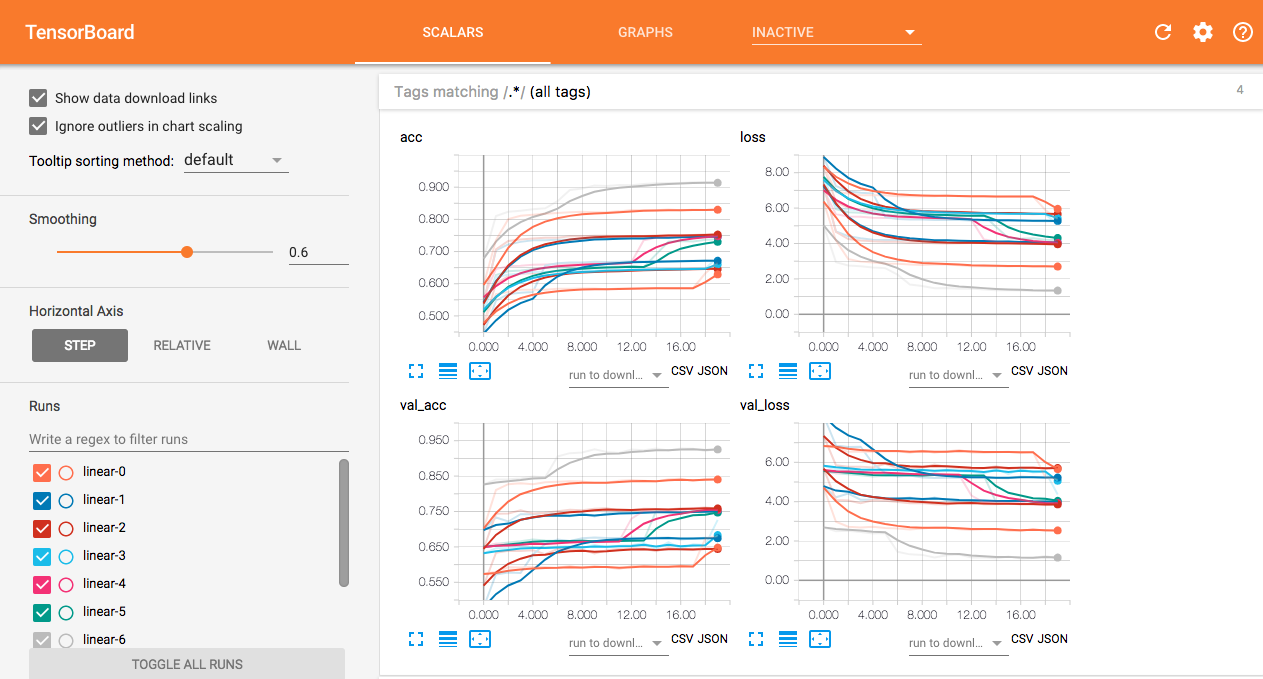 TensorBoard
SCALARS
GRAPHS
INACTIVE
Show data download links
Ignore outliers in chart scaling
Tooltip sorting method: default
Smoothing
0.6
Horizontal Axis
STEP RELATIVE WALL
Runs
Write a regex to filter runs
linear-0
linear-1
linear-2
linear-3
linear-4
linear-5
linear-6
TOGGLE ALL RUNS
Tags matching /.*/ (all tags)
4
acc
0.900
0.800
0.700
0.600
0.500
0.000 4.000 8.000 12.00 16.00
run to downl... CSV JSON
loss
8.00
6.00
4.00
2.00
0.00
0.000 4.000 8.000 12.00 16.00
run to downl... CSV JSON
val_acc
0.950
0.850
0.750
0.650
0.550
0.000 4.000 8.000 12.00 16.00
run to downl... CSV JSON
val_loss
6.00
4.00
2.00
0.00
0.000 4.000 8.000 12.00 16.00
run to downl... CSV JSON